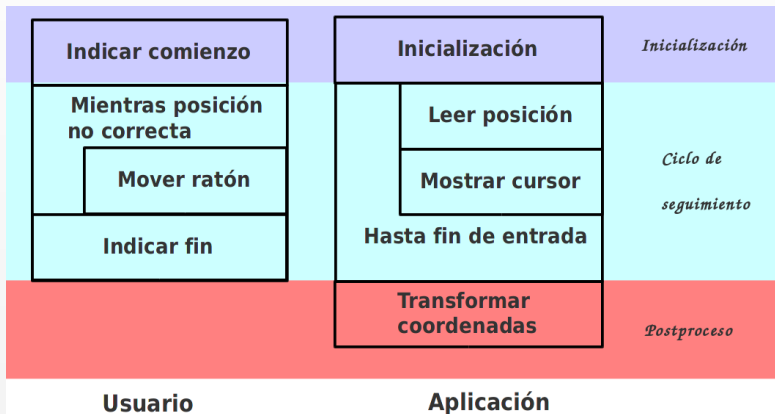 Indicar comienzo
Mientras posición
no correcta
Mover ratón
Indicar fin
Usuario
Inicialización
Leer posición
Mostrar cursor
Hasta fin de entrada
Transformar
coordenadas
Aplicación
Inicialización
Ciclo de
seguimiento
Postproceso